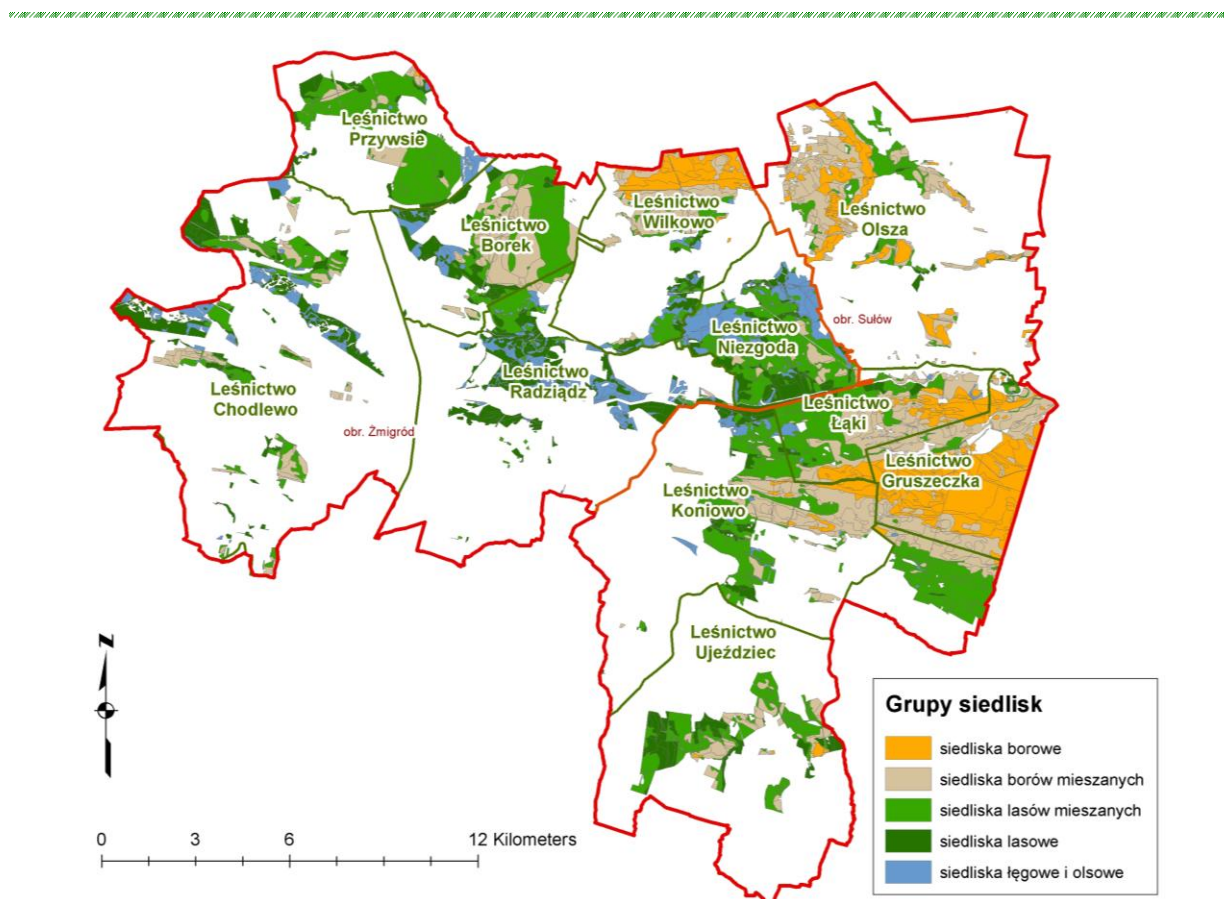 Leśnictwo
Przywsie
Leśnictwo
Borek
Leśnictwo
Wilkowo
Leśnictwo
Olsza
Leśnictwo
Niezgoda
obr. Sułów
Leśnictwo
Chodlewo
obr. Żmigród
Leśnictwo
Radziądz
Leśnictwo
Łąki
Leśnictwo
Gruszeczka
Leśnictwo
Koniowo
Leśnictwo
Ujeździec
N
0 3 6 12 Kilometers
Grupy siedlisk
siedliska borowe
siedliska borów mieszanych
siedliska lasów mieszanych
siedliska lasowe
siedliska łęgowe i olsowe